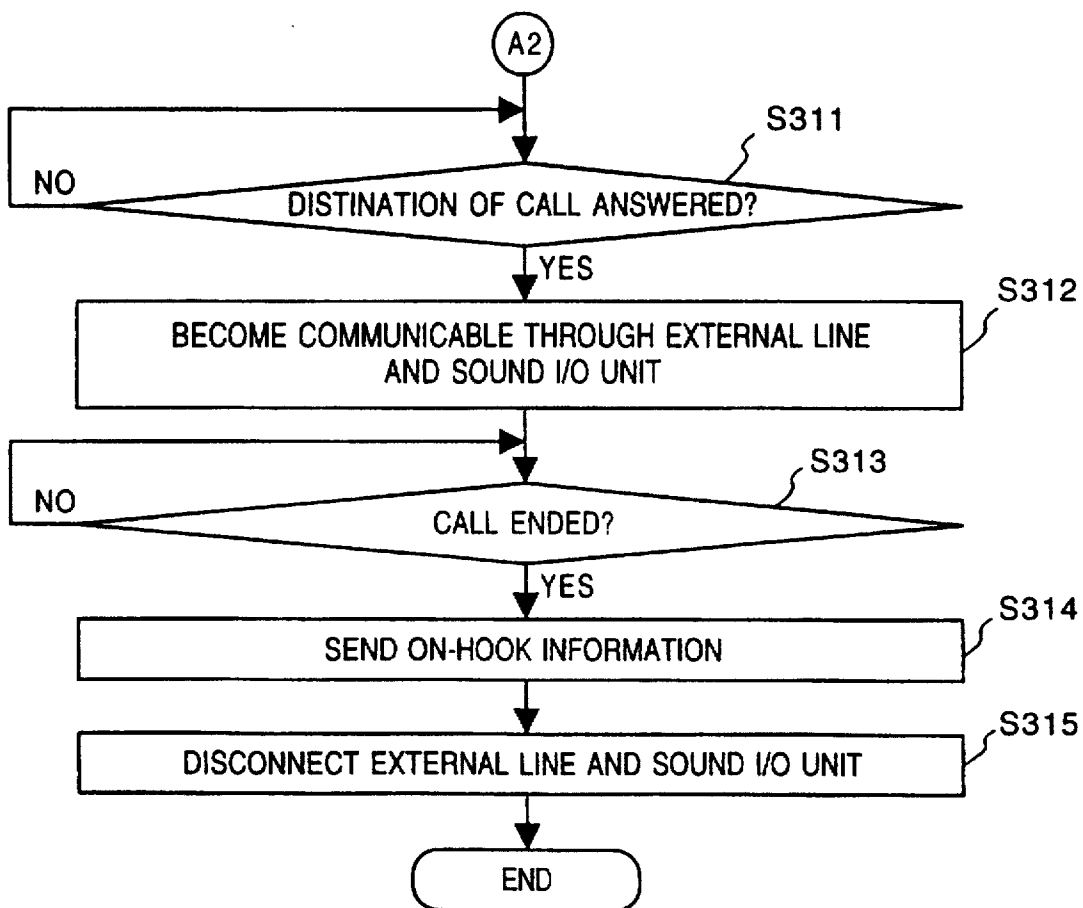 A2
S311
NO
DISTINATION OF CALL ANSWERED?
YES
S312
BECOME COMMUNICABLE THROUGH EXTERNAL LINE
AND SOUND I/O UNIT
S313
NO
CALL ENDED?
YES
S314
SEND ON-HOOK INFORMATION
S315
DISCONNECT EXTERNAL LINE AND SOUND I/O UNIT
END